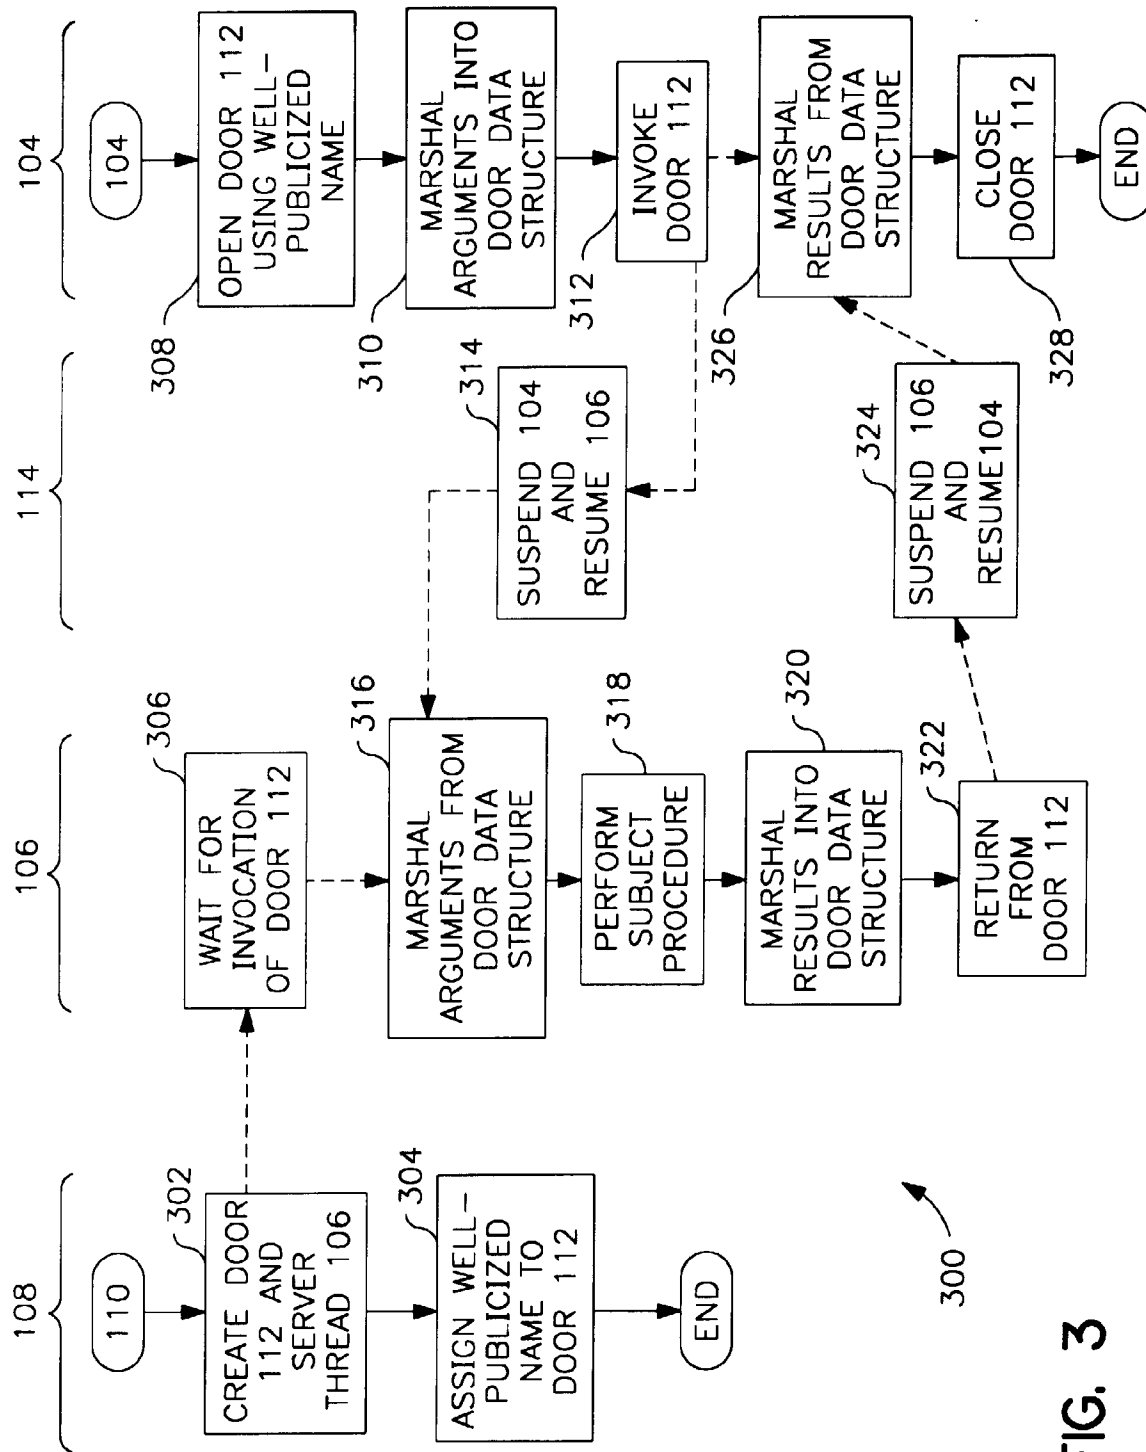 108
106
114
104
110
302
CREATE DOOR
112 AND
SERVER
THREAD 106
304
ASSIGN WELL-
PUBLICIZED
NAME TO
DOOR 112
END
306
WAIT FOR
INVOCATION
OF DOOR 112
316
MARSHAL
ARGUMENTS FROM
DOOR DATA
STRUCTURE
318
PERFORM
SUBJECT
PROCEDURE
320
MARSHAL
RESULTS INTO
DOOR DATA
STRUCTURE
322
RETURN
FROM
DOOR 112
314
SUSPEND 104
AND
RESUME 106
324
SUSPEND 106
AND
RESUME104
104
308
OPEN DOOR 112
USING WELL-
PUBLICIZED
NAME
310
MARSHAL
ARGUMENTS INTO
DOOR DATA
STRUCTURE
312
INVOKE
DOOR 112
326
MARSHAL
RESULTS FROM
DOOR DATA
STRUCTURE
328
CLOSE
DOOR 112
END
300
FIG. 3